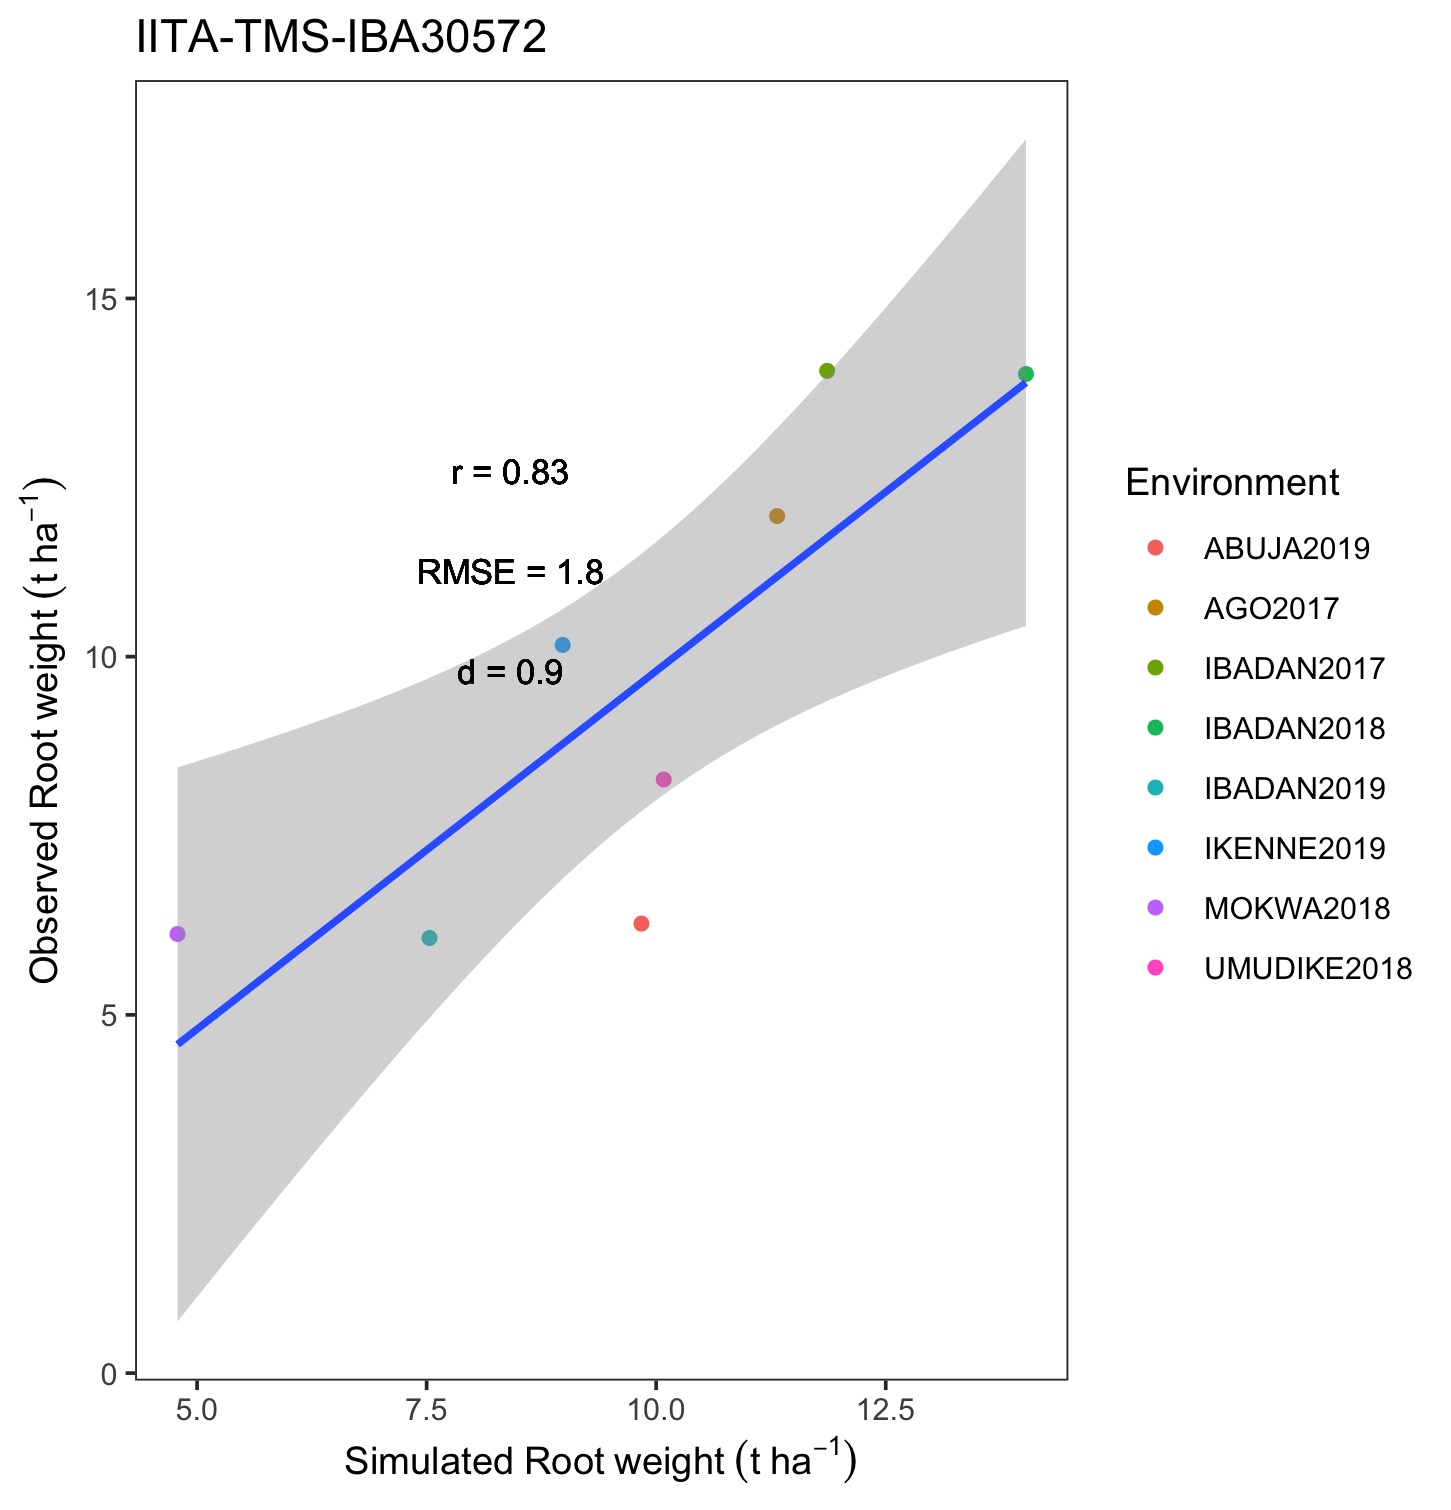 IITA-TMS-IBA30572
r = 0.83
RMSE = 1.8
d = 0.9
15
10
5
0
Observed Root weight (t ha⁻¹)
5.0 7.5 10.0 12.5
Simulated Root weight (t ha⁻¹)
Environment
ABUJA2019
AGO2017
IBADAN2017
IBADAN2018
IBADAN2019
IKENNE2019
MOKWA2018
UMUDIKE2018